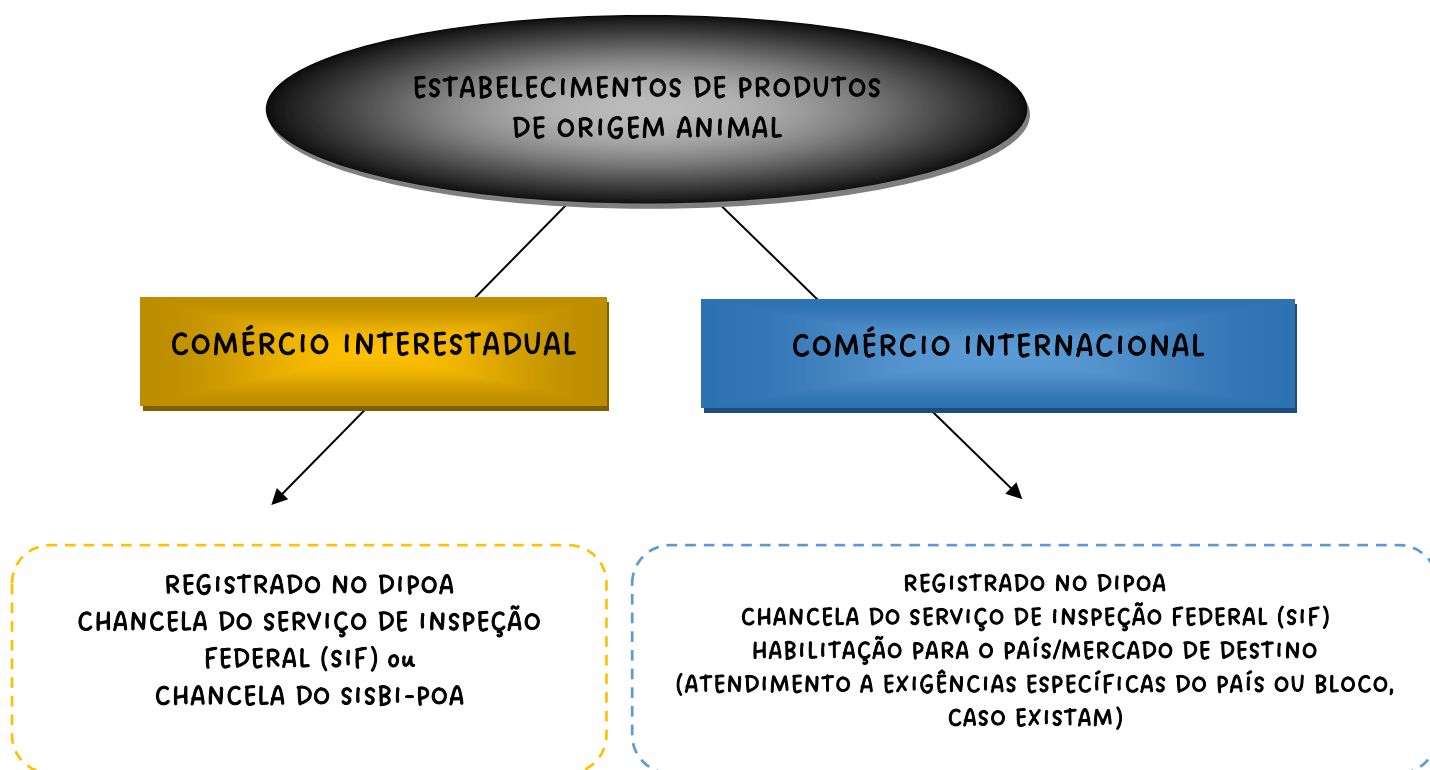 ESTABELECIMENTOS DE PRODUTOS
DE ORIGEM ANIMAL
COMÉRCIO INTERESTADUAL
COMÉRCIO INTERNACIONAL
REGISTRADO NO DIPOA
CHANCELA DO SERVIÇO DE INSPEÇÃO
FEDERAL (SIF) ou
CHANCELA DO SISBI-POA
REGISTRADO NO DIPOA
CHANCELA DO SERVIÇO DE INSPEÇÃO FEDERAL (SIF)
HABILITAÇÃO PARA O PAÍS/MERCADO DE DESTINO
(ATENDIMENTO A EXIGÊNCIAS ESPECÍFICAS DO PAÍS OU BLOCO,
CASO EXISTAM)